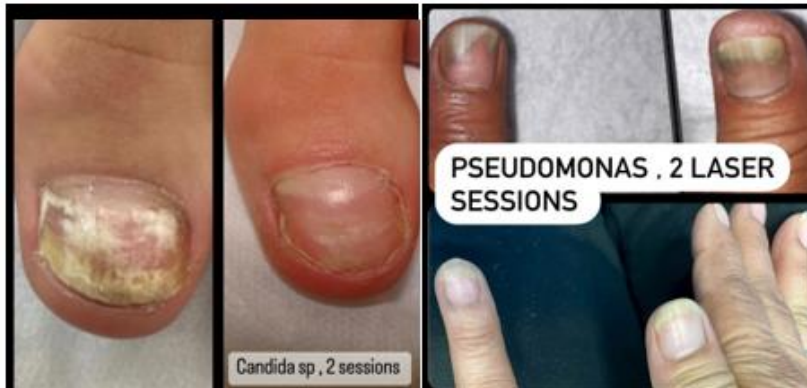 Candida sp , 2 sessions
PSEUDOMONAS , 2 LASER
SESSIONS